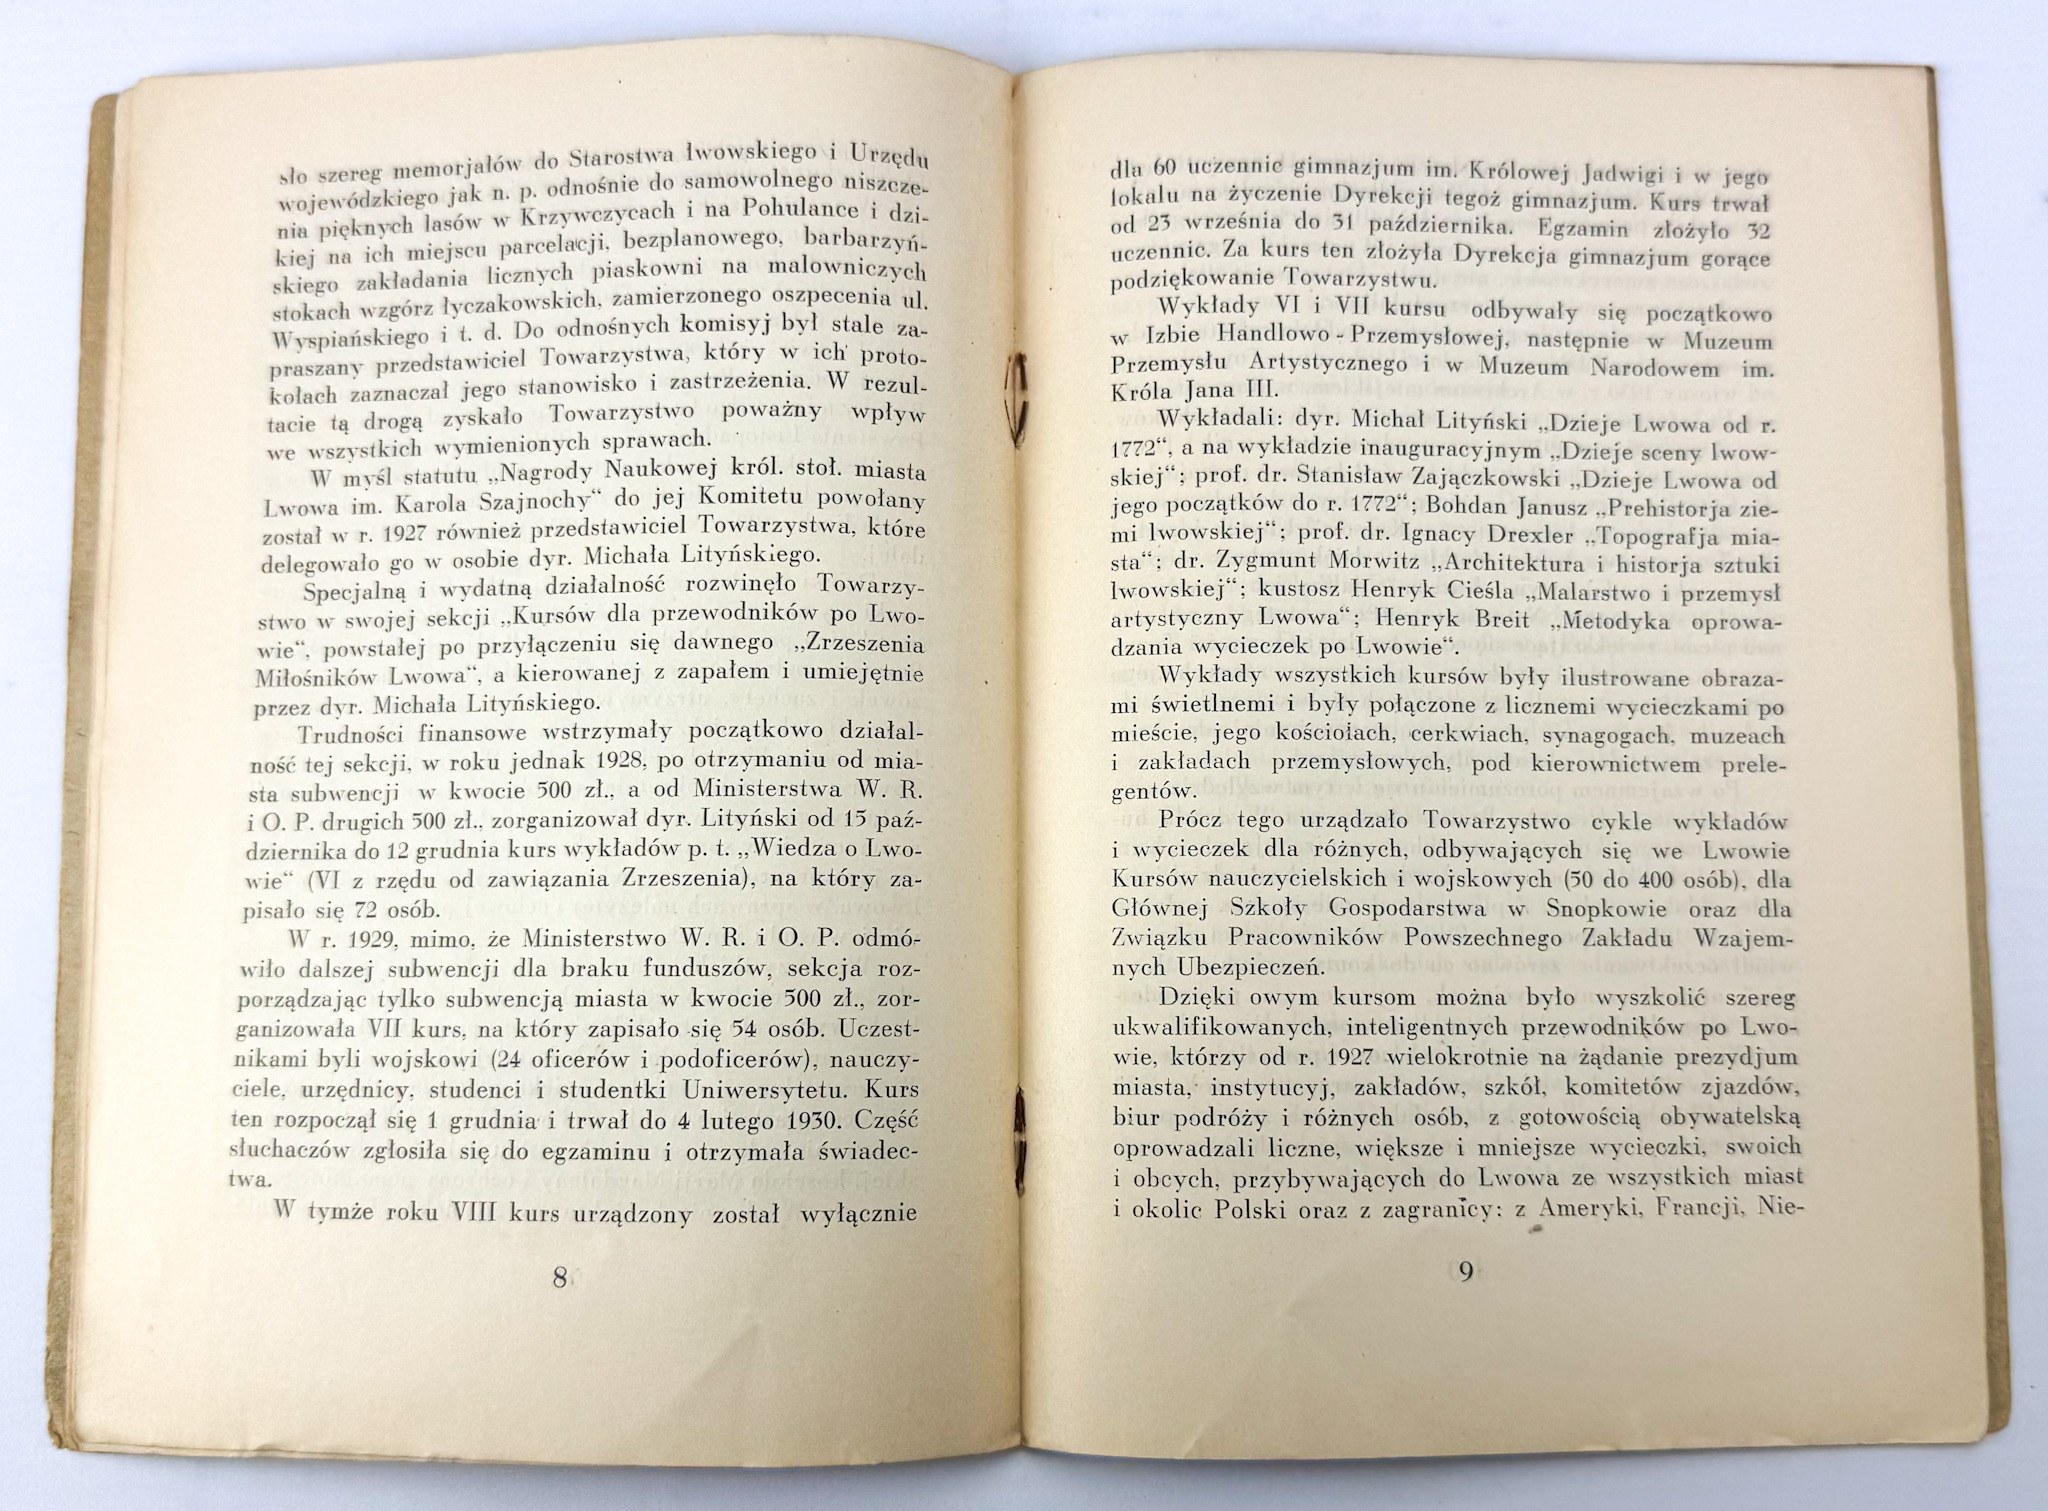 sło szereg memorjałów do Starostwa lwowskiego i Urzędu
wojewódzkiego jak n. p. odnośnie do samowolnego niszcze-
nia pięknych lasów w Krzywczycach i na Pohulance i dzi-
kiej na ich miejscu parcelacji, bezplanowego, barbarzyń-
skiego zakładania licznych piaskowni na malowniczych
stokach wzgórz łyczakowskich, zamierzonego oszpecenia ul.
Wyspiańskiego i t. d. Do odnośnych komisyj był stale za-
praszany przedstawiciel Towarzystwa, który w ich proto-
kołach zaznaczał jego stanowisko i zastrzeżenia. W rezul-
tacie tą drogą zyskało Towarzystwo poważny wpływ
we wszystkich wymienionych sprawach.
W myśl statutu „Nagrody Naukowej król. stoł. miasta
Lwowa im. Karola Szajnochy“ do jej Komitetu powołany
został w r. 1927 również przedstawiciel Towarzystwa, które
delegowało go w osobie dyr. Michała Lityńskiego.
Specjalną i wydatną działalność rozwinęło Towarzy-
stwo w swojej sekcji „Kursów dla przewodników po Lwo-
wie“, powstałej po przyłączeniu się dawnego „Zrzeszenia
Miłośników Lwowa“, a kierowanej z zapałem i umiejętnie
przez dyr. Michała Lityńskiego.
Trudności finansowe wstrzymały początkowo działal-
ność tej sekcji, w roku jednak 1928, po otrzymaniu od mia-
sta subwencji w kwocie 500 zł., a od Ministerstwa W. R.
i O. P. drugich 500 zł., zorganizował dyr. Lityński od 15 paź-
dziernika do 12 grudnia kurs wykładów p. t. „Wiedza o Lwo-
wie“ (VI z rzędu od zawiązania Zrzeszenia), na który za-
pisało się 72 osób.
W r. 1929, mimo, że Ministerstwo W. R. i O. P. odmó-
wiło dalszej subwencji dla braku funduszów, sekcja roz-
porządzając tylko subwencją miasta w kwocie 500 zł., zor-
ganizowała VII kurs, na który zapisało się 54 osób. Uczest-
nikami byli wojskowi (24 oficerów i podoficerów), nauczy-
ciele, urzędnicy, studenci i studentki Uniwersytetu. Kurs
ten rozpoczął się 1 grudnia i trwał do 4 lutego 1930. Część
słuchaczów zgłosiła się do egzaminu i otrzymała świadec-
twa.
W tymże roku VIII kurs urządzony został wyłącznie
8
dla 60 uczennic gimnazjum im. Królowej Jadwigi i w jego
lokalu na życzenie Dyrekcji tegoż gimnazjum. Kurs trwał
od 23 września do 31 października. Egzamin złożyło 32
uczennic. Za kurs ten złożyła Dyrekcja gimnazjum gorące
podziękowanie Towarzystwu.
Wykłady VI i VII kursu odbywały się początkowo
w Izbie Handlowo - Przemysłowej, następnie w Muzeum
Przemysłu Artystycznego i w Muzeum Narodowem im.
Króla Jana III.
Wykładali: dyr. Michał Lityński „Dzieje Lwowa od r.
1772“, a na wykładzie inauguracyjnym „Dzieje sceny lwow-
skiej“; prof. dr. Stanisław Zajączkowski „Dzieje Lwowa od
jego początków do r. 1772“; Bohdan Janusz „Prehistorja zie-
mi lwowskiej“; prof. dr. Ignacy Drexler „Topografja mia-
sta“; dr. Zygmunt Morwitz „Architektura i historja sztuki
lwowskiej“; kustosz Henryk Cieśla „Malarstwo i przemysł
artystyczny Lwowa“; Henryk Breit „Metodyka oprowa-
dzania wycieczek po Lwowie“.
Wykłady wszystkich kursów były ilustrowane obraza-
mi świetlnemi i były połączone z licznemi wycieczkami po
mieście, jego kościołach, cerkwiach, synagogach, muzeach
i zakładach przemysłowych, pod kierownictwem prele-
gentów.
Prócz tego urządzało Towarzystwo cykle wykładów
i wycieczek dla różnych, odbywających się we Lwowie
Kursów nauczycielskich i wojskowych (50 do 400 osób), dla
Głównej Szkoły Gospodarstwa w Snopkowie oraz dla
Związku Pracowników Powszechnego Zakładu Wzajem-
nych Ubezpieczeń.
Dzięki owym kursom można było wyszkolić szereg
ukwalifikowanych, inteligentnych przewodników po Lwo-
wie, którzy od r. 1927 wielokrotnie na żądanie prezydjum
miasta, instytucyj, zakładów, szkół, komitetów zjazdów,
biur podróży i różnych osób, z gotowością obywatelską
oprowadzali liczne, większe i mniejsze wycieczki, swoich
i obcych, przybywających do Lwowa ze wszystkich miast
i okolic Polski oraz z zagranicy: z Ameryki, Francji, Nie-
9